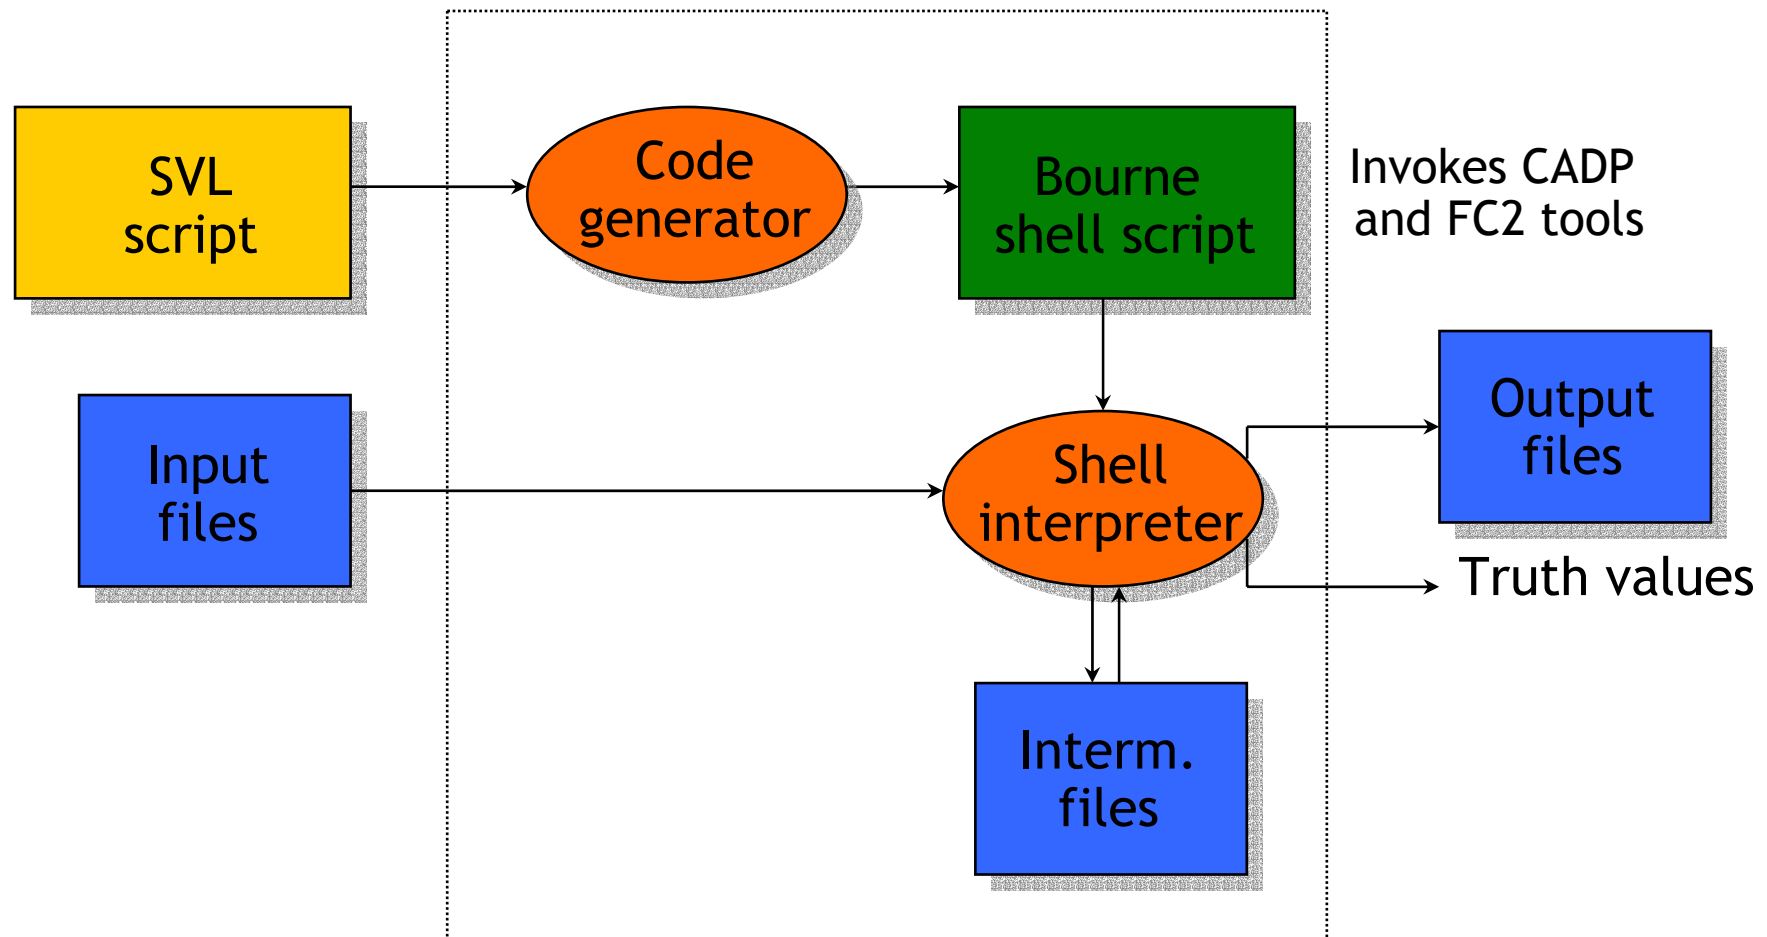 SVL
script
Code
generator
Bourne
shell script
Invokes CADP
and FC2 tools
Input
files
Shell
interpreter
Output
files
Truth values
Interm.
files